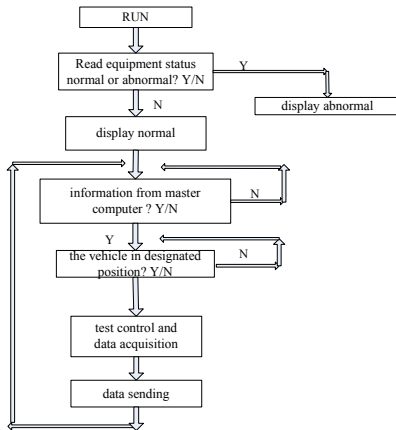 RUN
Read equipment status
normal or abnormal? Y/N
Y
N
display abnormal
display normal
information from master
computer ? Y/N
N
Y
the vehicle in designated
position? Y/N
N
test control and
data acquisition
data sending